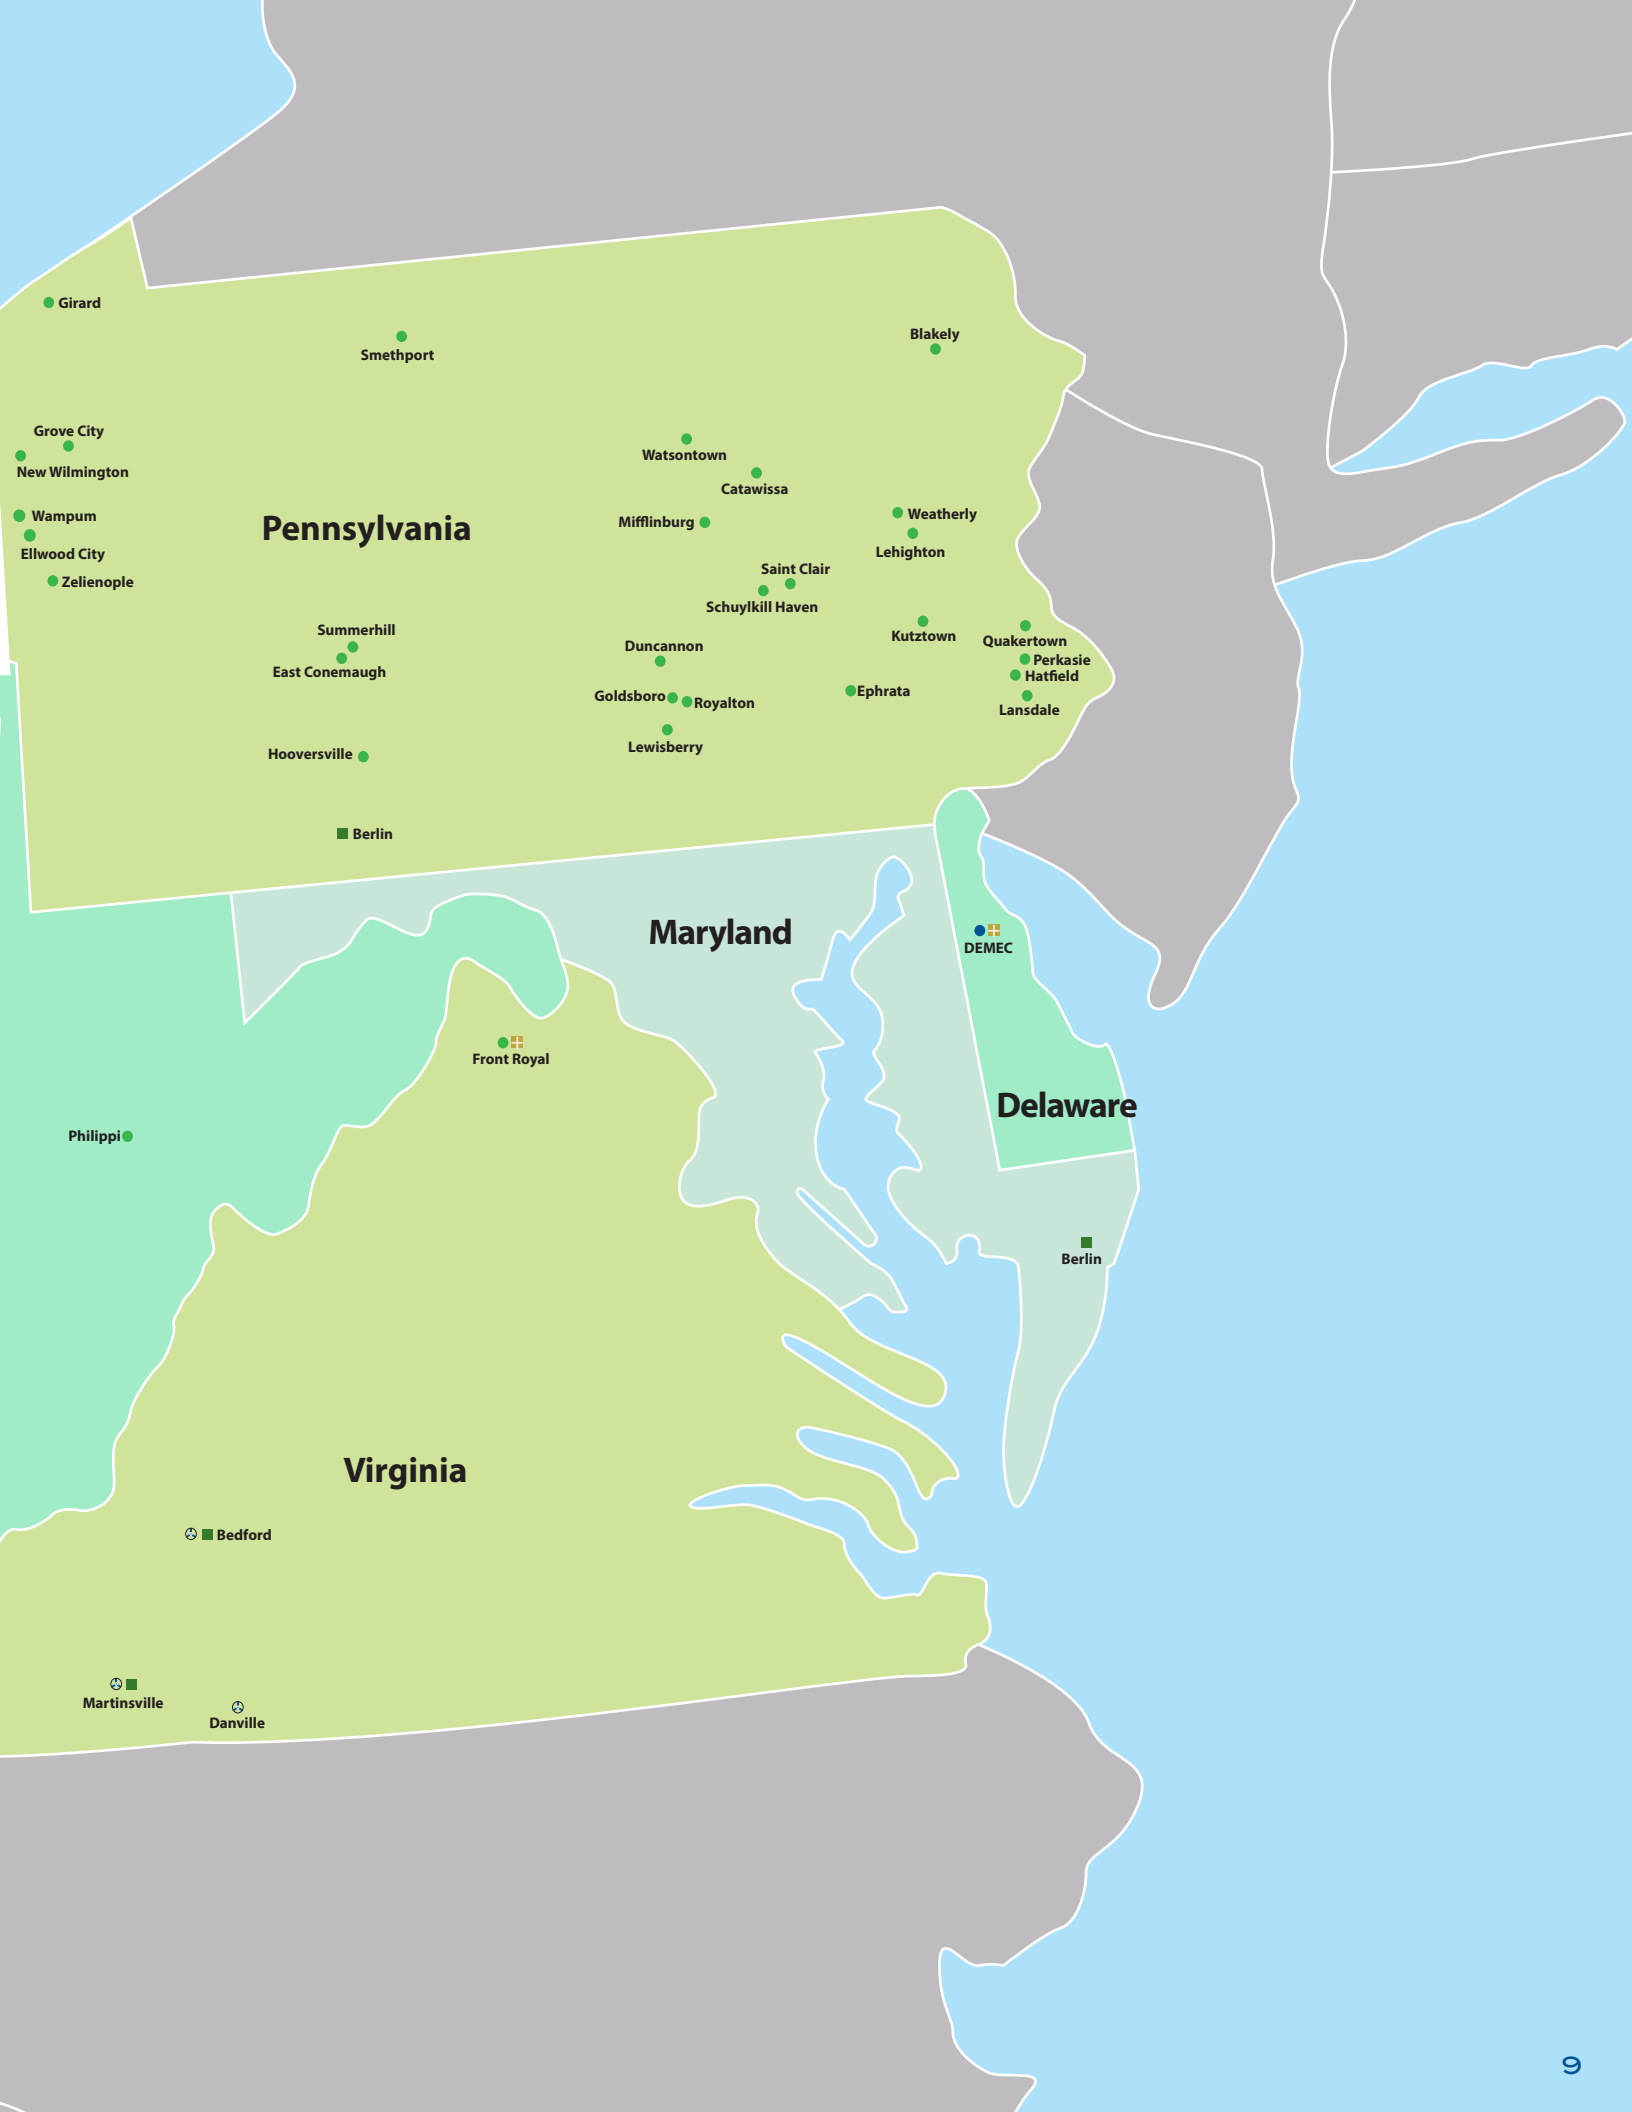 Girard
Smethport
Blakely
Grove City
New Wilmington
Watsontown
Catawissa
Wampum
Pennsylvania
Mifflinburg
Weatherly
Ellwood City
Lehighton
Zelienople
Saint Clair
Schuylkill Haven
Summerhill
East Conemaugh
Duncannon
Kutztown
Quakertown
Perkasie
Hatfield
Goldsboro
Royalton
Ephrata
Lansdale
Lewisberry
Hooversville
Berlin
Maryland
DEMEC
Front Royal
Delaware
Philippi
Berlin
Virginia
Bedford
Martinsville
Danville
9